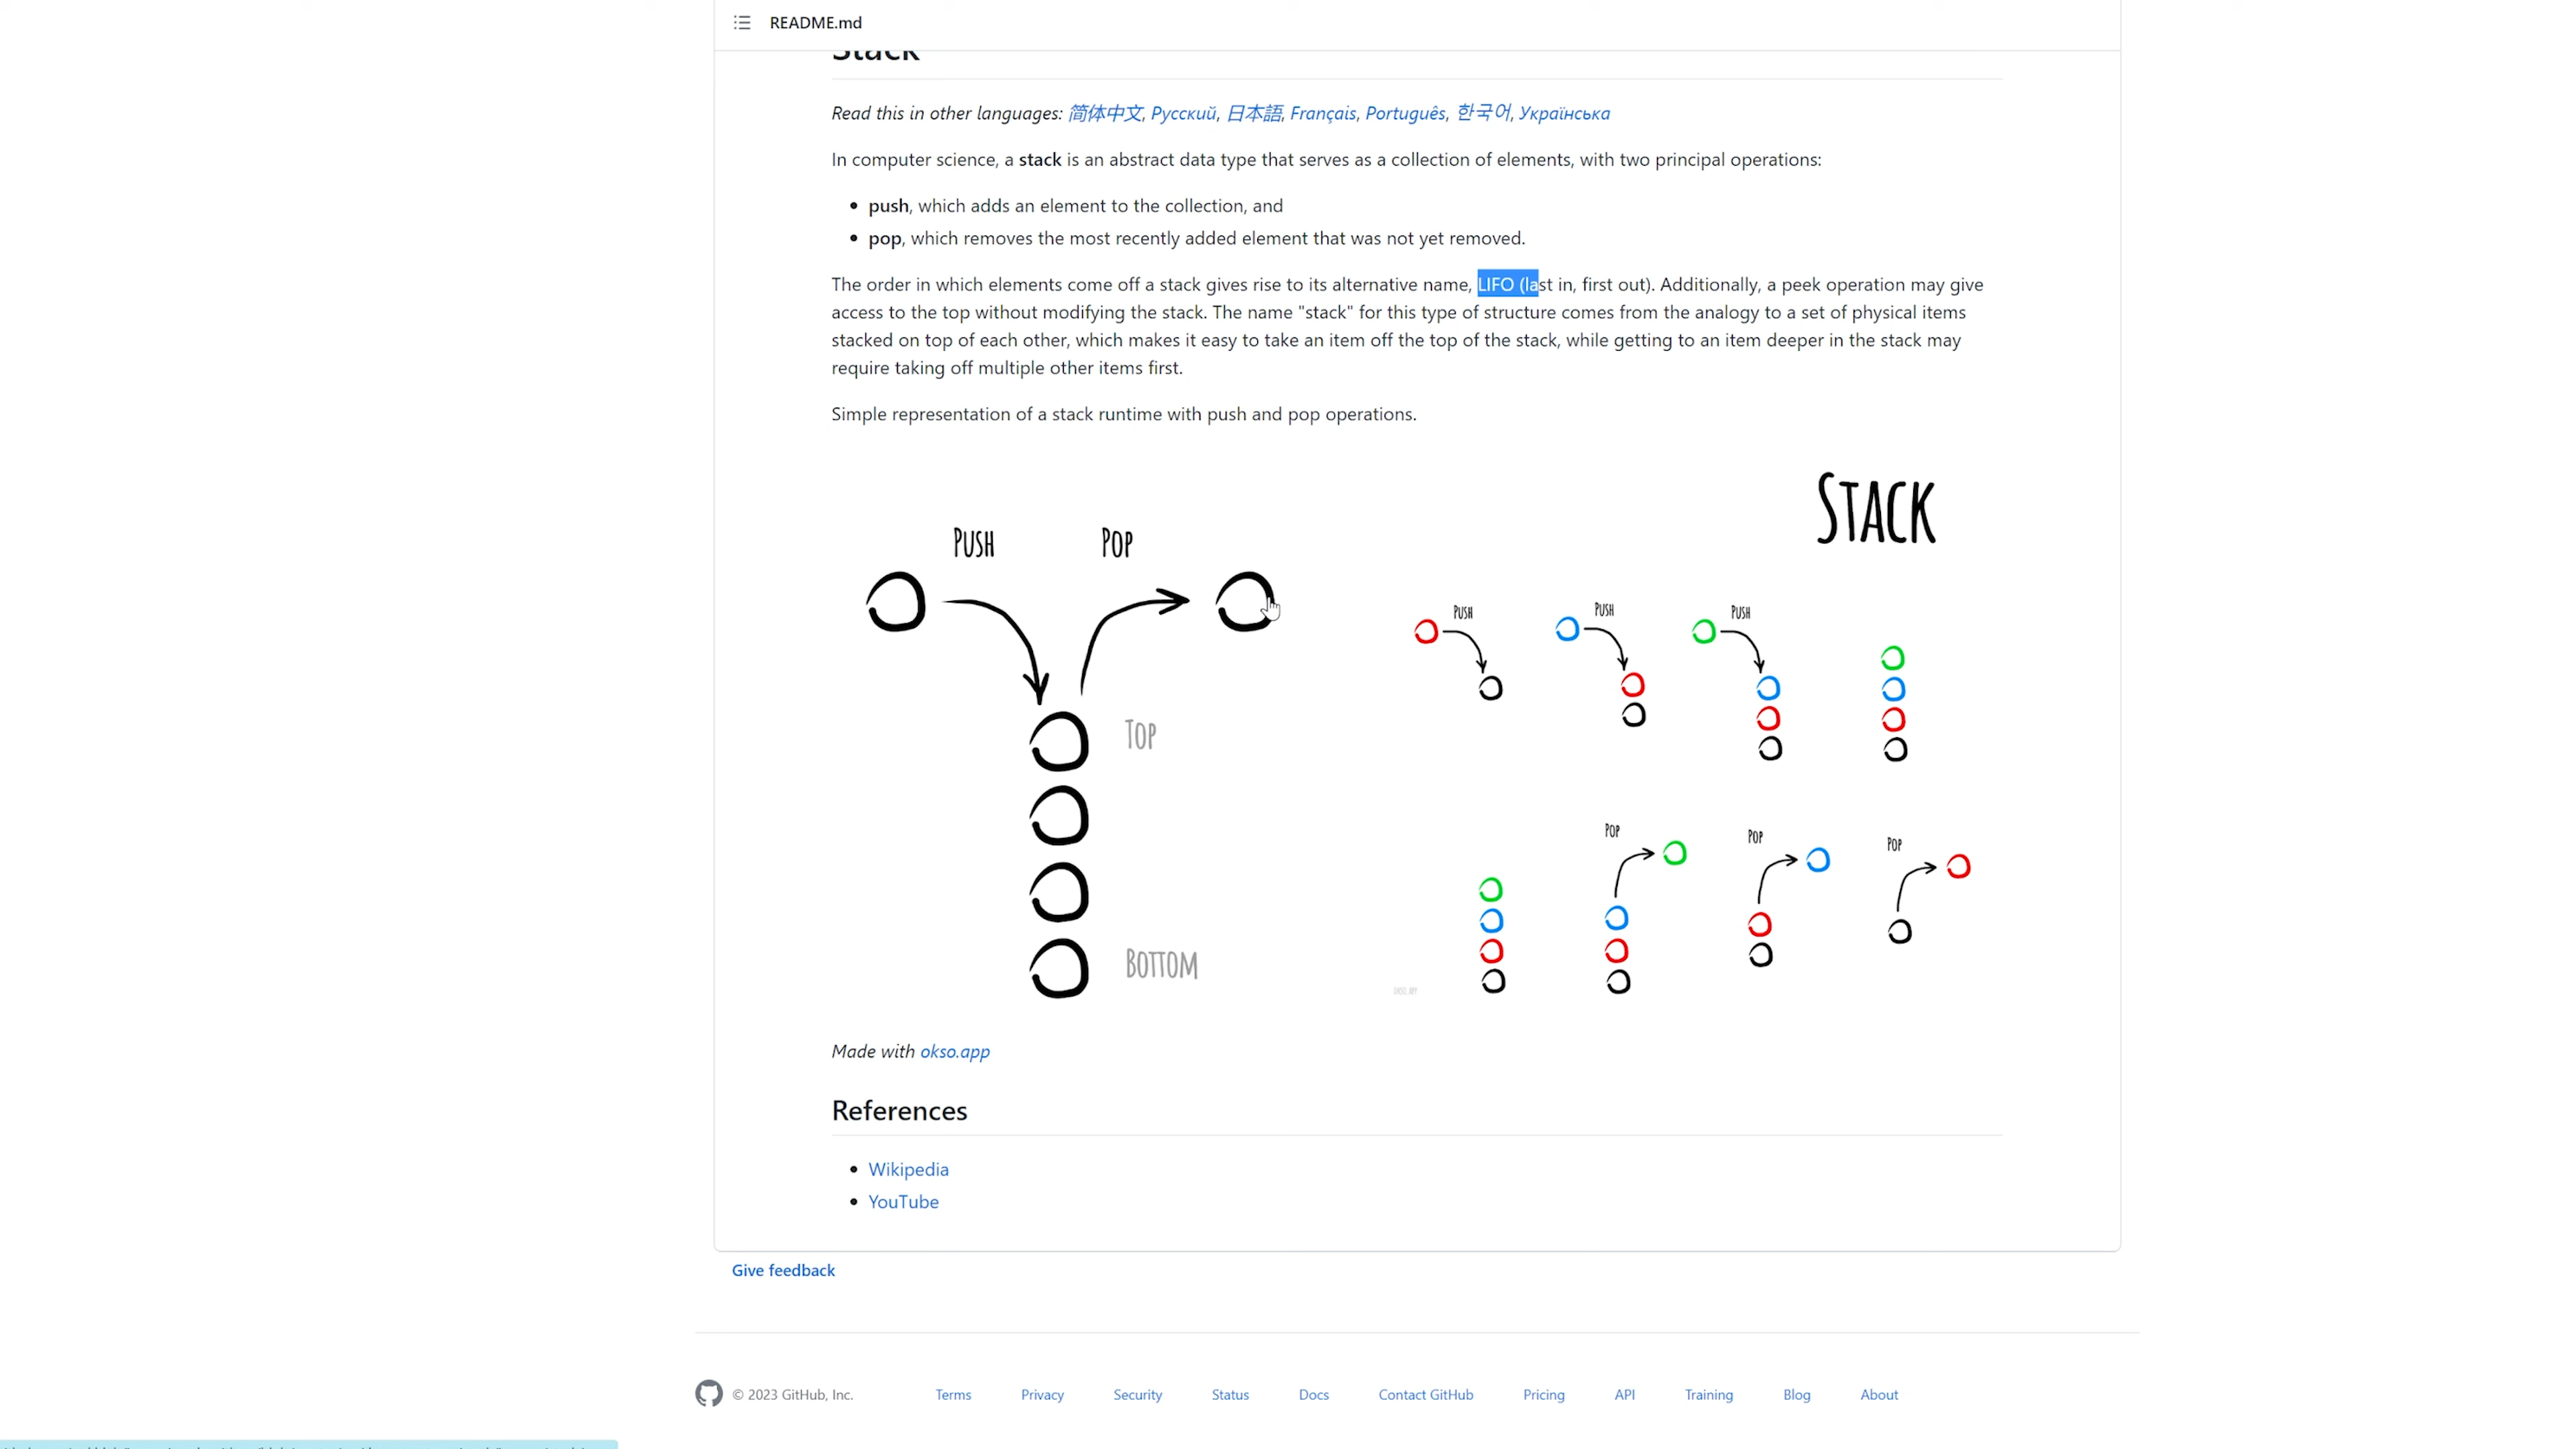 README.md
Stack
Read this in other languages: 简体中文, Русский, 日本語, Français, Português, 한국어, Українська
In computer science, a stack is an abstract data type that serves as a collection of elements, with two principal operations:
push, which adds an element to the collection, and
pop, which removes the most recently added element that was not yet removed.
The order in which elements come off a stack gives rise to its alternative name, LIFO (last in, first out). Additionally, a peek operation may give
access to the top without modifying the stack. The name "stack" for this type of structure comes from the analogy to a set of physical items
stacked on top of each other, which makes it easy to take an item off the top of the stack, while getting to an item deeper in the stack may
require taking off multiple other items first.
Simple representation of a stack runtime with push and pop operations.
STACK
PUSH POP
PUSH PUSH PUSH
TOP
POP POP POP
BOTTOM
OKSO.APP
Made with okso.app
References
Wikipedia
YouTube
Give feedback
© 2023 GitHub, Inc. Terms Privacy Security Status Docs Contact GitHub Pricing API Training Blog About